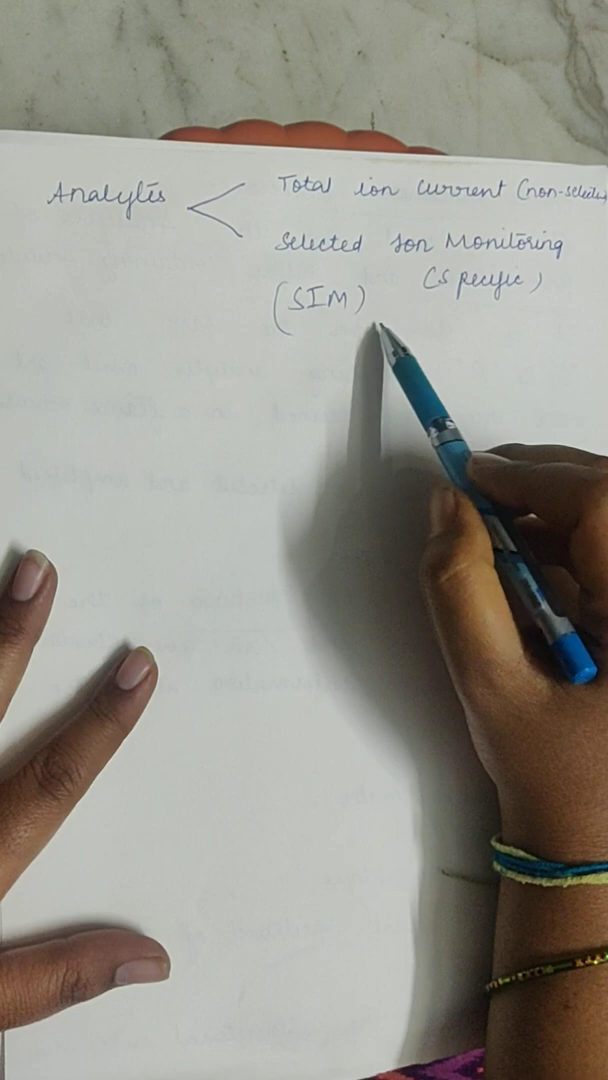 Analytes
Total ion current (non-selective
Selected Ion Monitoring
(Specific)
(SIM)